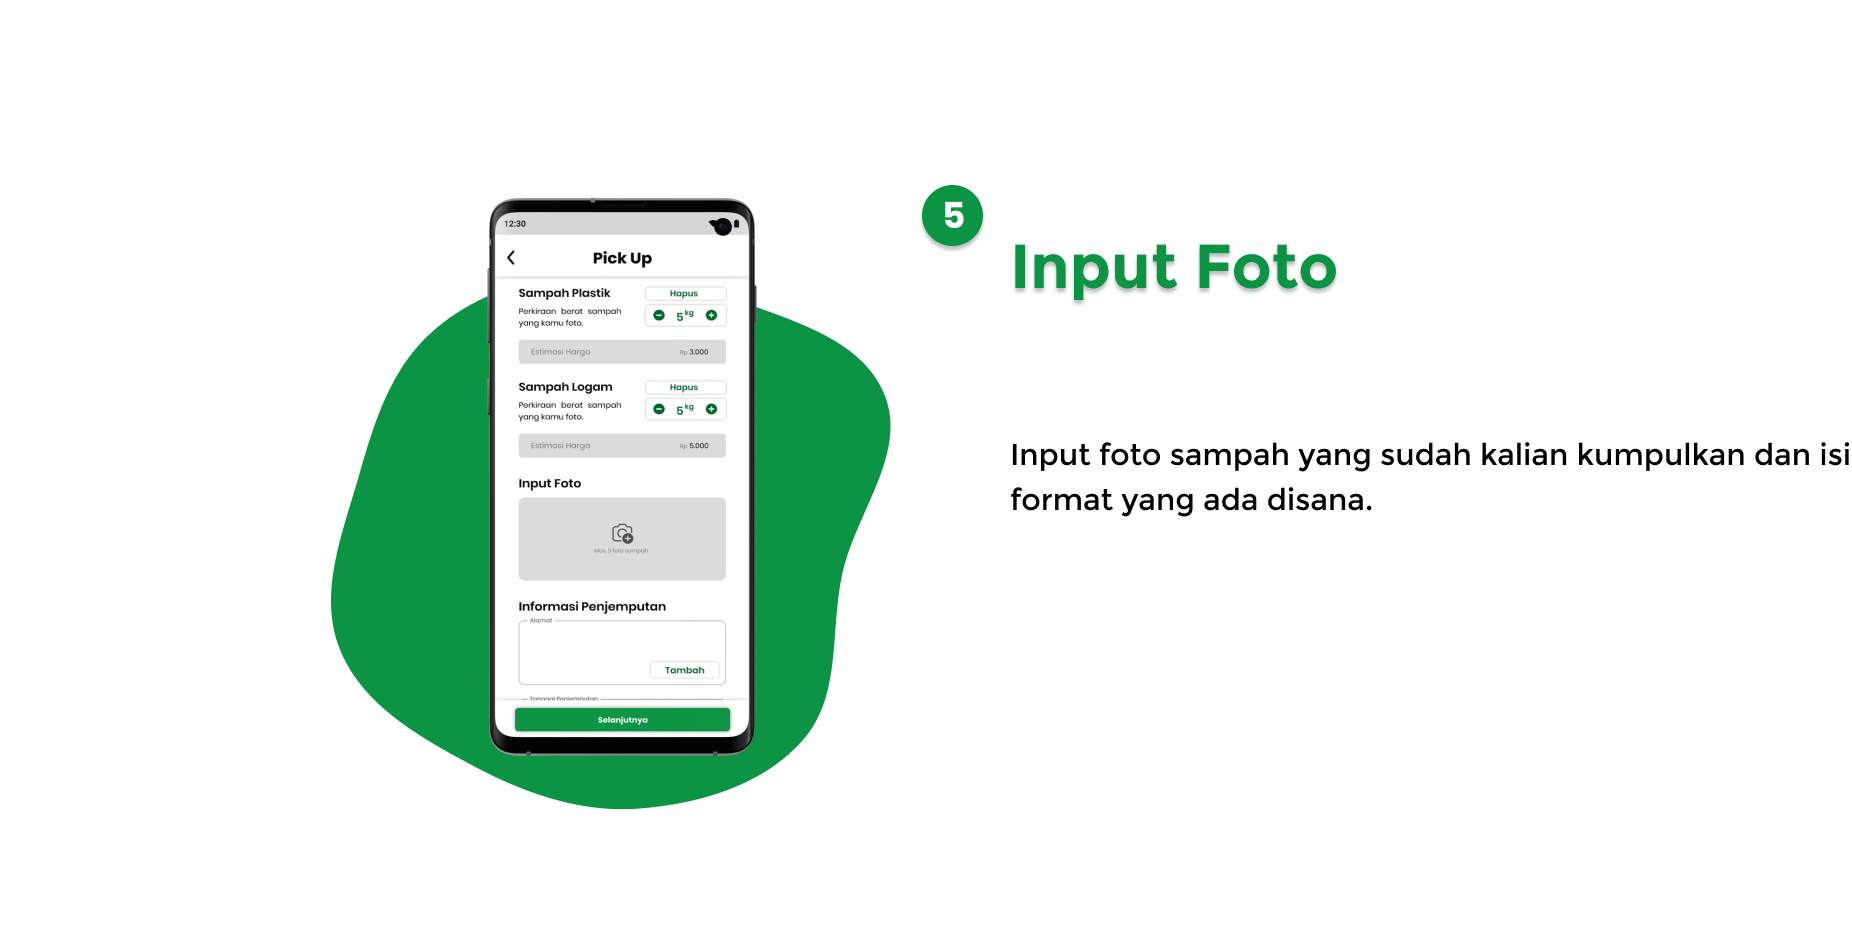 12:30
Pick Up
Sampah Plastik
Hapus
Perkiraan berat sampah
yang kamu foto.
5 kg
Estimasi Harga
Rp 3.000
Sampah Logam
Hapus
Perkiraan berat sampah
yang kamu foto.
5 kg
Estimasi Harga
Rp 5.000
Input Foto
Max. 3 foto sampah
Informasi Penjemputan
Alamat
Tambah
Tanggal Penjemputan
Selanjutnya
5
Input Foto
Input foto sampah yang sudah kalian kumpulkan dan isi
format yang ada disana.